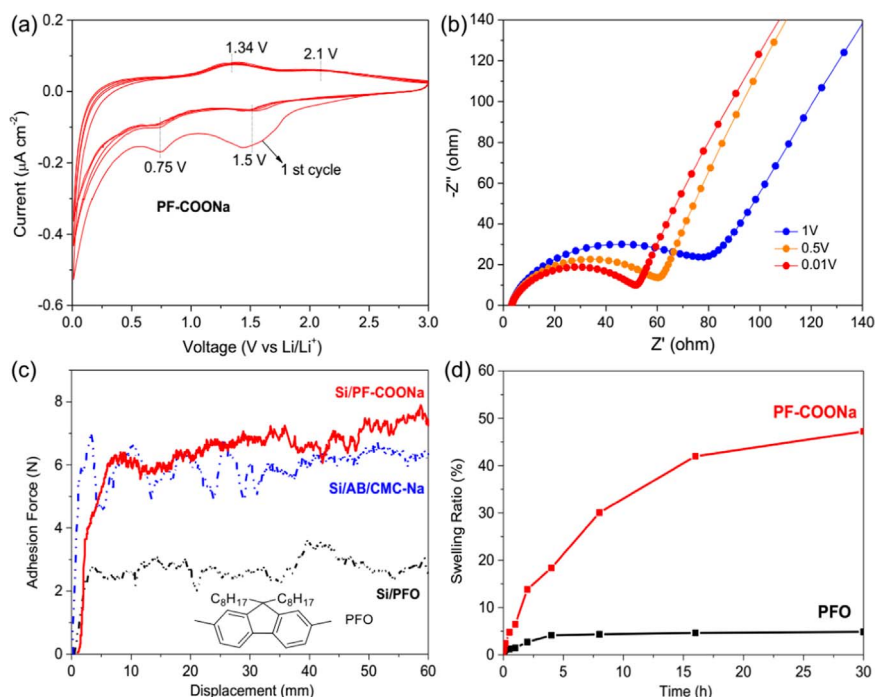 (a)
1.34 V
2.1 V
0.75 V
1.5 V
1 st cycle
PF-COONa
Current (μA cm⁻²)
0.2
0.0
-0.2
-0.4
-0.6
0.0 0.5 1.0 1.5 2.0 2.5 3.0
Voltage (V vs Li/Li⁺)
(b)
-Z'' (ohm)
140
120
100
80
60
40
20
0
1V
0.5V
0.01V
0 20 40 60 80 100 120 140
Z' (ohm)
(c)
Si/PF-COONa
Si/AB/CMC-Na
Si/PFO
C₈H₁₇ C₈H₁₇
PFO
Adhesion Force (N)
8
6
4
2
0
0 10 20 30 40 50 60
Displacement (mm)
(d)
PF-COONa
PFO
Swelling Ratio (%)
60
50
40
30
20
10
0
0 5 10 15 20 25 30
Time (h)